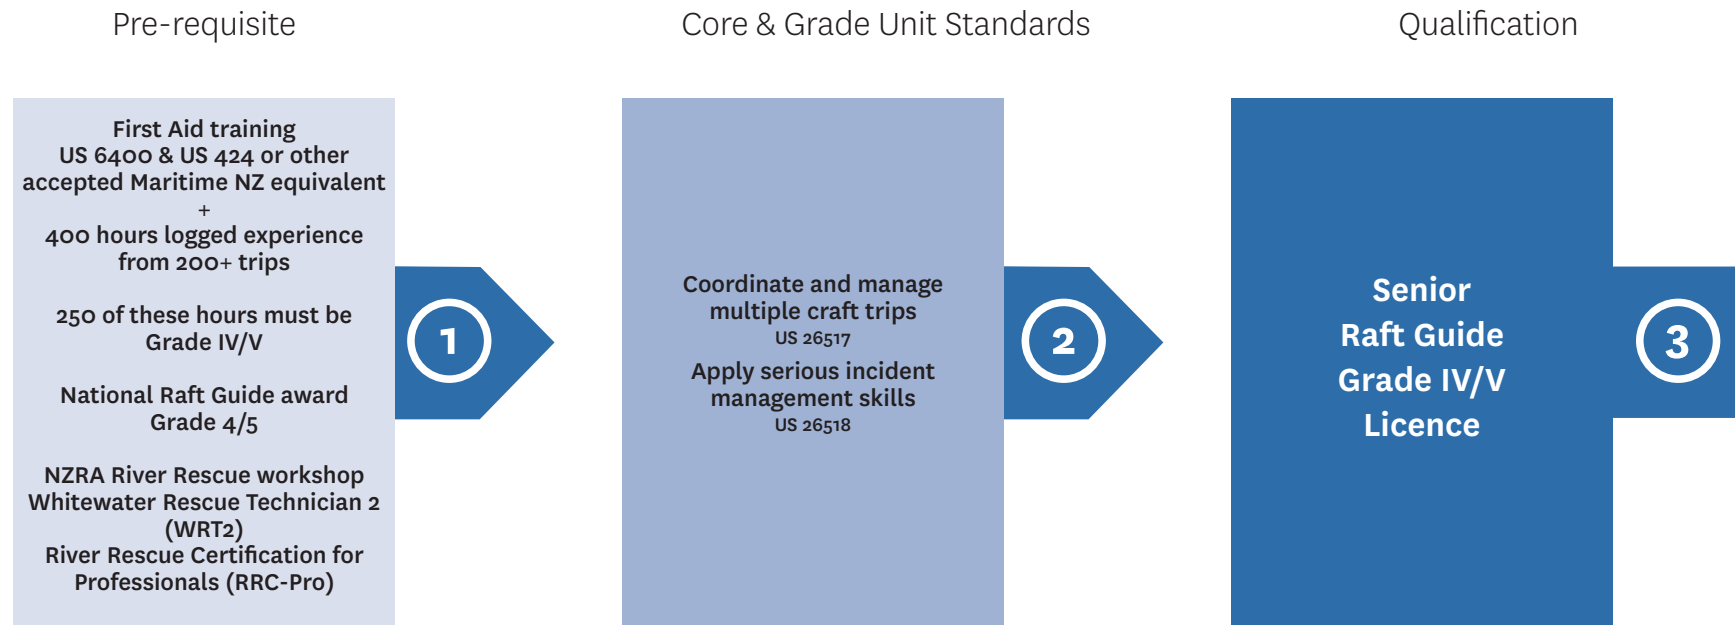 Pre-requisite
First Aid training
US 6400 & US 424 or other
accepted Maritime NZ equivalent
+
400 hours logged experience
from 200+ trips
250 of these hours must be
Grade IV/V
National Raft Guide award
Grade 4/5
NZRA River Rescue workshop
Whitewater Rescue Technician 2
(WRT2)
River Rescue Certification for
Professionals (RRC-Pro)
1
Core & Grade Unit Standards
Coordinate and manage
multiple craft trips
US 26517
Apply serious incident
management skills
US 26518
2
Qualification
Senior
Raft Guide
Grade IV/V
Licence
3